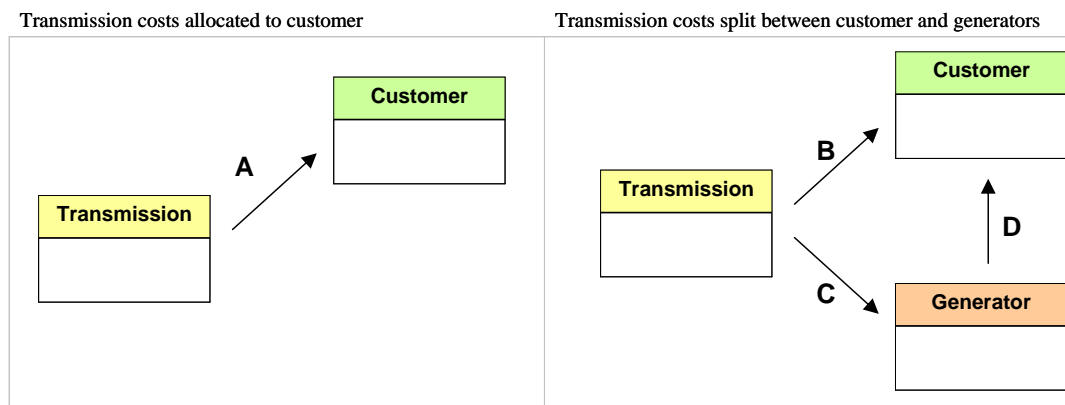 Transmission costs allocated to customer
Customer
A
Transmission
Transmission costs split between customer and generators
Customer
B
Transmission
D
C
Generator